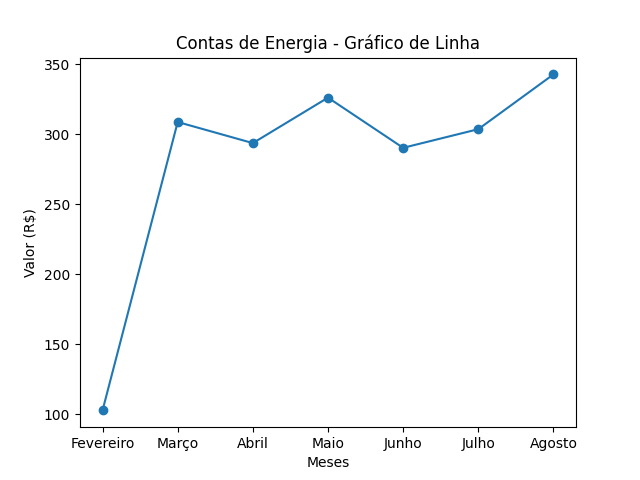 Contas de Energia - Gráfico de Linha
350
300
250
200
150
100
Valor (R$)
Fevereiro Março Abril Maio Junho Julho Agosto
Meses